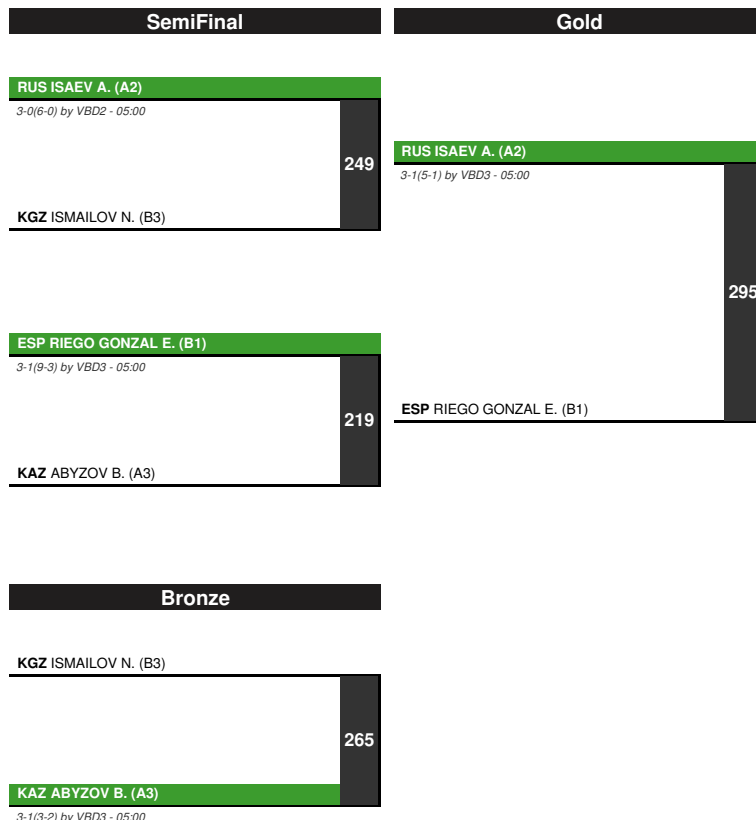 SemiFinal
Gold
RUS ISAEV A. (A2)
3-0(6-0) by VBD2 - 05:00
249
KGZ ISMAILOV N. (B3)
RUS ISAEV A. (A2)
3-1(5-1) by VBD3 - 05:00
295
ESP RIEGO GONZAL E. (B1)
ESP RIEGO GONZAL E. (B1)
3-1(9-3) by VBD3 - 05:00
219
KAZ ABYZOV B. (A3)
Bronze
KGZ ISMAILOV N. (B3)
265
KAZ ABYZOV B. (A3)
3-1(3-2) by VBD3 - 05:00